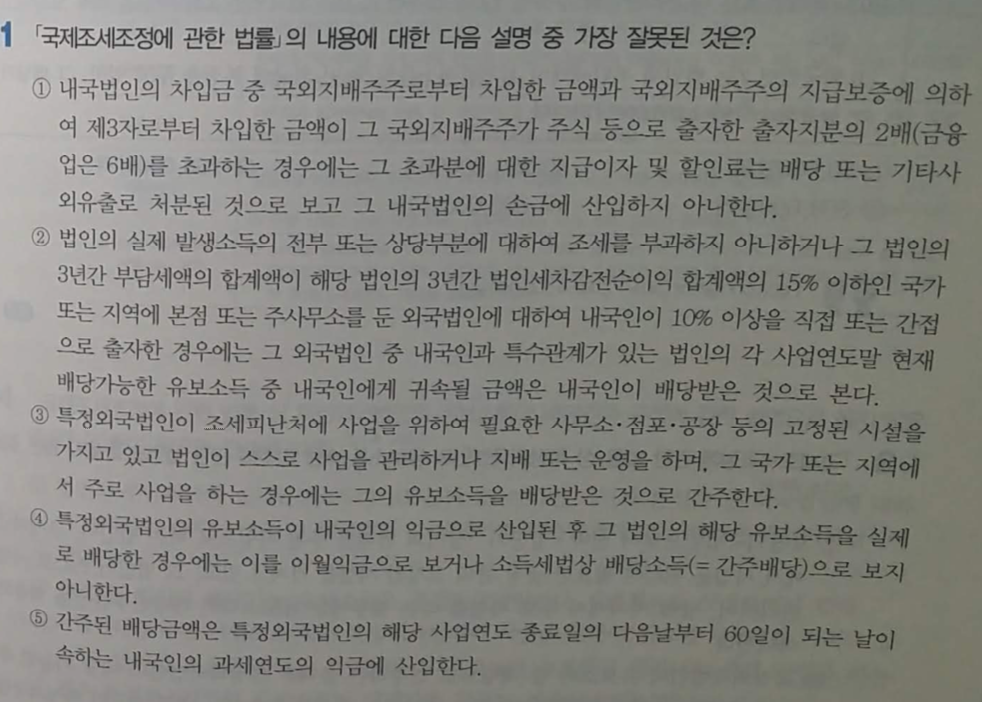 1 「국제조세조정에 관한 법률」의 내용에 대한 다음 설명 중 가장 잘못된 것은?
① 내국법인의 차입금 중 국외지배주주로부터 차입한 금액과 국외지배주주의 지급보증에 의하
여 제3자로부터 차입한 금액이 그 국외지배주주가 주식 등으로 출자한 출자지분의 2배(금융
업은 6배)를 초과하는 경우에는 그 초과분에 대한 지급이자 및 할인료는 배당 또는 기타사
외유출로 처분된 것으로 보고 그 내국법인의 손금에 산입하지 아니한다.
② 법인의 실제 발생소득의 전부 또는 상당부분에 대하여 조세를 부과하지 아니하거나 그 법인의
3년간 부담세액의 합계액이 해당 법인의 3년간 법인세차감전순이익 합계액의 15% 이하인 국가
또는 지역에 본점 또는 주사무소를 둔 외국법인에 대하여 내국인이 10% 이상을 직접 또는 간접
으로 출자한 경우에는 그 외국법인 중 내국인과 특수관계가 있는 법인의 각 사업연도말 현재
배당가능한 유보소득 중 내국인에게 귀속될 금액은 내국인이 배당받은 것으로 본다.
③ 특정외국법인이 조세피난처에 사업을 위하여 필요한 사무소·점포·공장 등의 고정된 시설을
가지고 있고 법인이 스스로 사업을 관리하거나 지배 또는 운영을 하며, 그 국가 또는 지역에
서 주로 사업을 하는 경우에는 그의 유보소득을 배당받은 것으로 간주한다.
④ 특정외국법인의 유보소득이 내국인의 익금으로 산입된 후 그 법인의 해당 유보소득을 실제
로 배당한 경우에는 이를 이월익금으로 보거나 소득세법상 배당소득(= 간주배당)으로 보지
아니한다.
⑤ 간주된 배당금액은 특정외국법인의 해당 사업연도 종료일의 다음날부터 60일이 되는 날이
속하는 내국인의 과세연도의 익금에 산입한다.